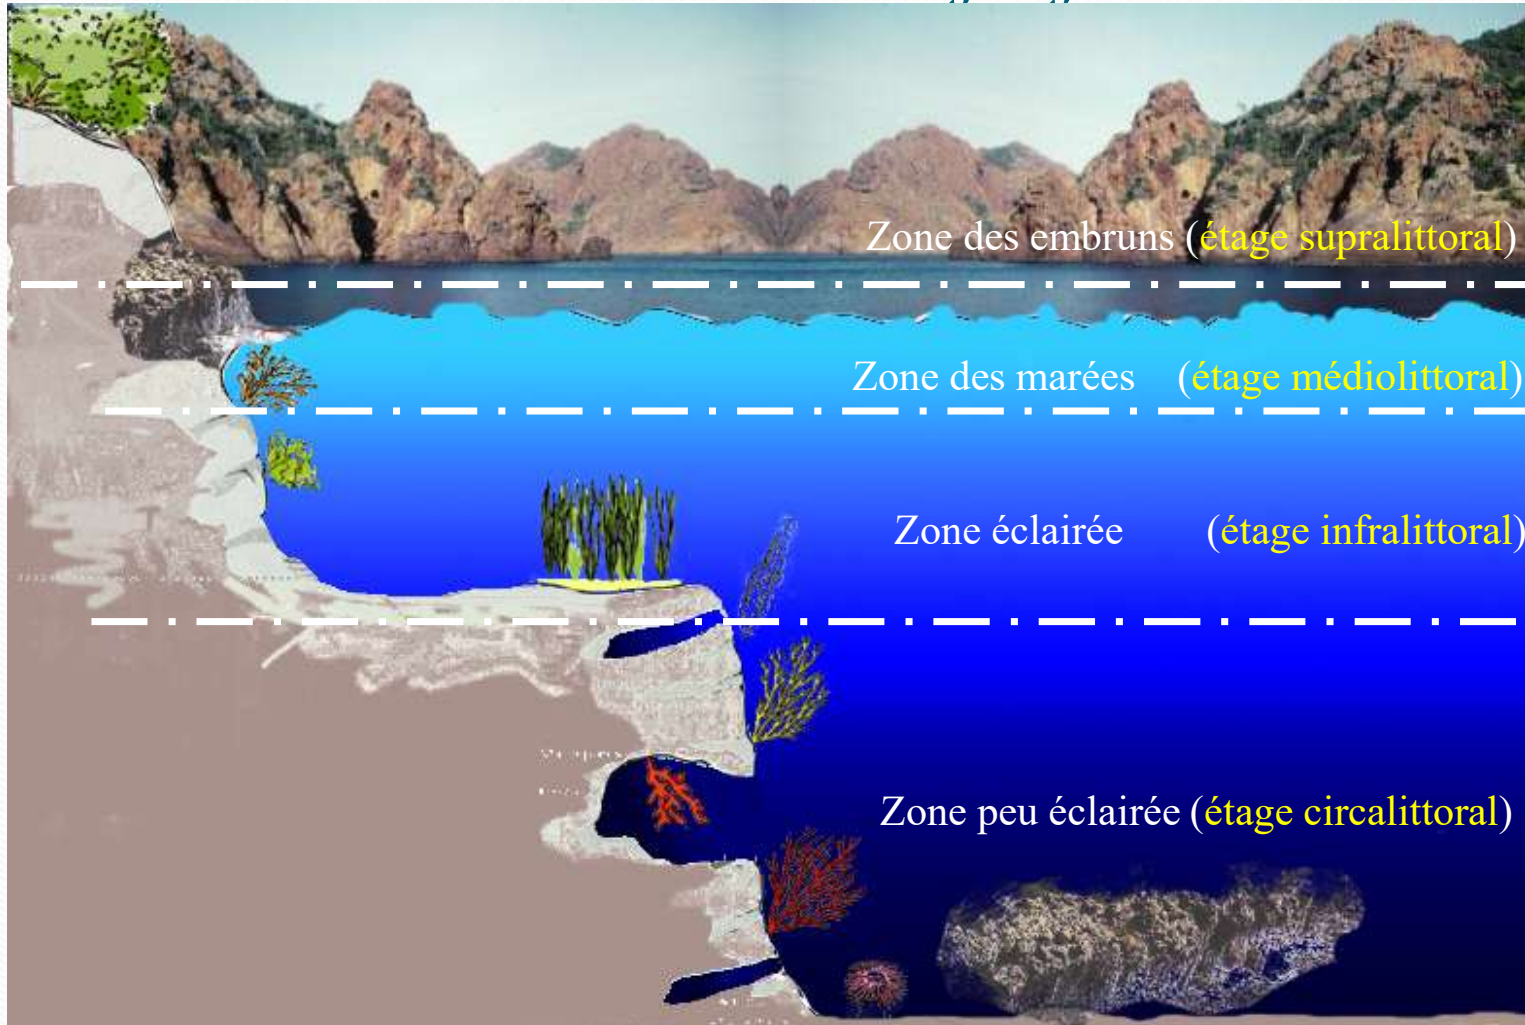 Zone des embruns (étage supralittoral)
Zone des marées (étage médiolittoral)
Zone éclairée (étage infralittoral)
Zone peu éclairée (étage circalittoral)